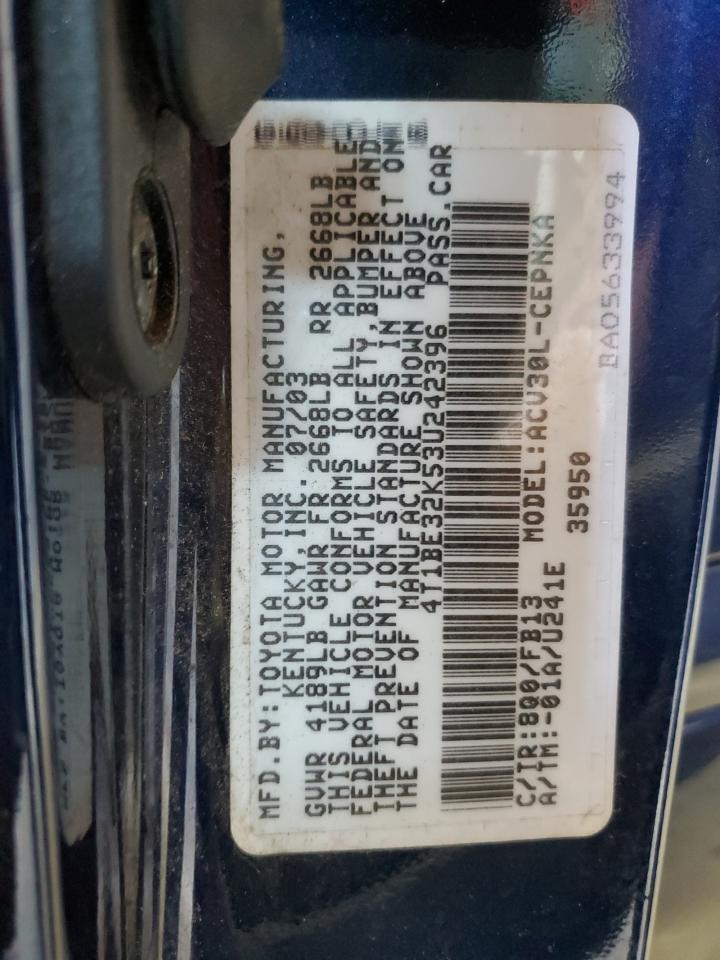 MFD.BY:TOYOTA MOTOR MANUFACTURING,
KENTUCKY,INC. 07/03
GVWR 4189LB GAWR FR 2668LB RR 2668LB
THIS VEHICLE CONFORMS TO ALL APPLICABLE
FEDERAL MOTOR VEHICLE SAFETY,BUMPER AND
THEFT PREVENTION STANDARDS IN EFFECT ON
THE DATE OF MANUFACTURE SHOWN ABOVE
4T1BE32K53U242396 PASS.CAR
C/TR:800/FB13 MODEL:ACV30L-CEPNKA
A/TM:-01A/U241E 35950
BA05633994